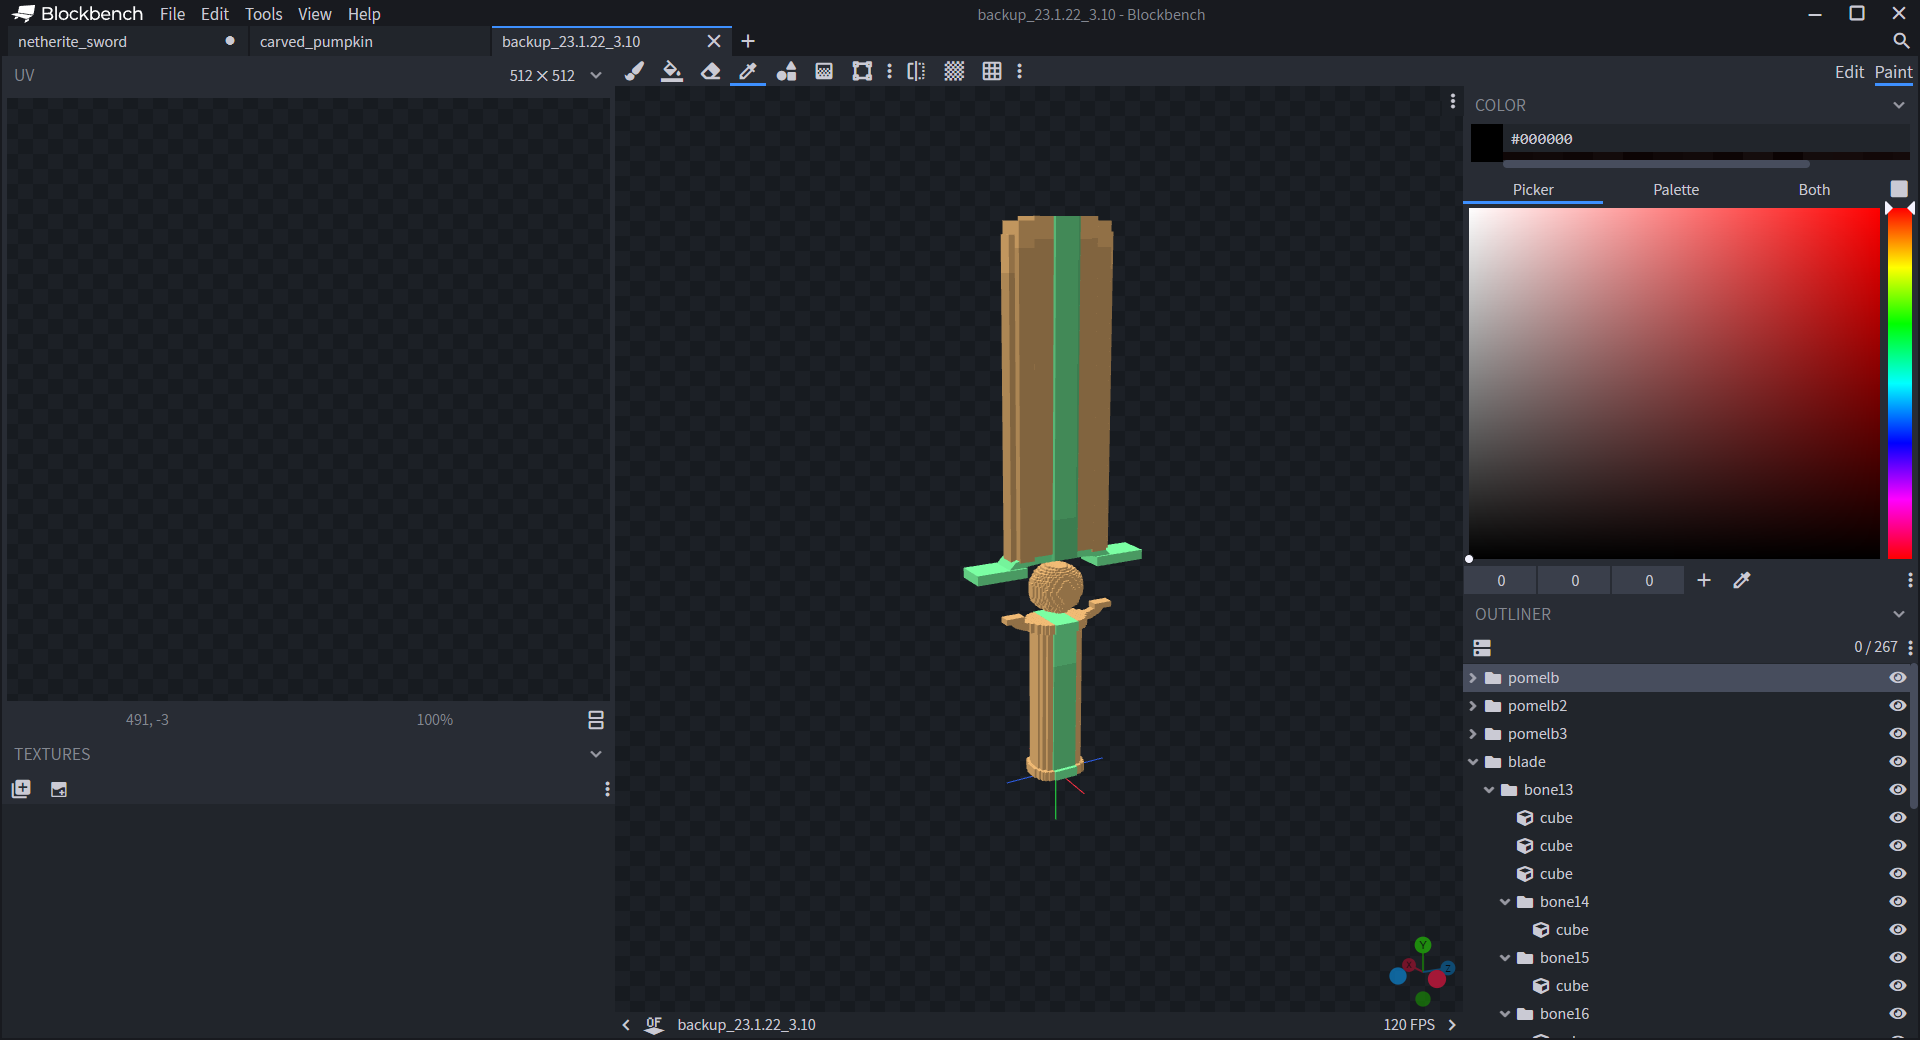 Blockbench File Edit Tools View Help
backup_23.1.22_3.10 - Blockbench
netherite_sword
carved_pumpkin
backup_23.1.22_3.10
UV
512 × 512
Edit Paint
COLOR
#000000
Picker Palette Both
0 0 0
OUTLINER
0 / 267
pomelb
pomelb2
pomelb3
blade
bone13
cube
cube
cube
bone14
cube
bone15
cube
bone16
491, -3
100%
TEXTURES
Y
X
Z
OF
backup_23.1.22_3.10
120 FPS